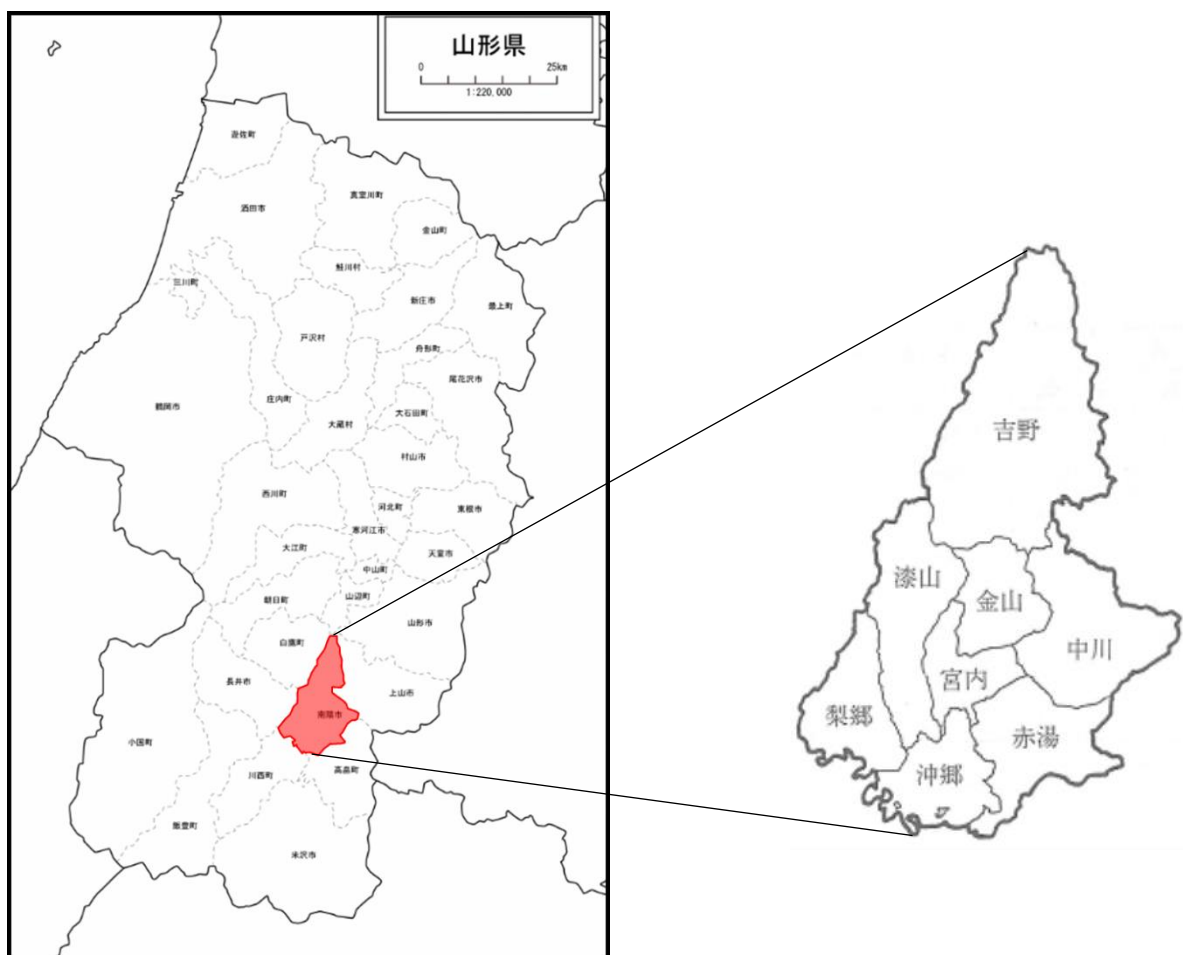 山形県
0 25km
1:220,000
遊佐町
真室川町
酒田市
金山町
鮭川村
三川町
新庄市
最上町
戸沢村
舟形町
尾花沢市
庄内町
鶴岡市
大石田町
大蔵村
村山市
西川町
河北町
東根市
寒河江市
大江町
天童市
中山町
朝日町
山辺町
山形市
白鷹町
長井市
上山市
南陽市
小国町
川西町
高畠町
飯豊町
米沢市
吉野
漆山
金山
中川
宮内
梨郷
赤湯
沖郷